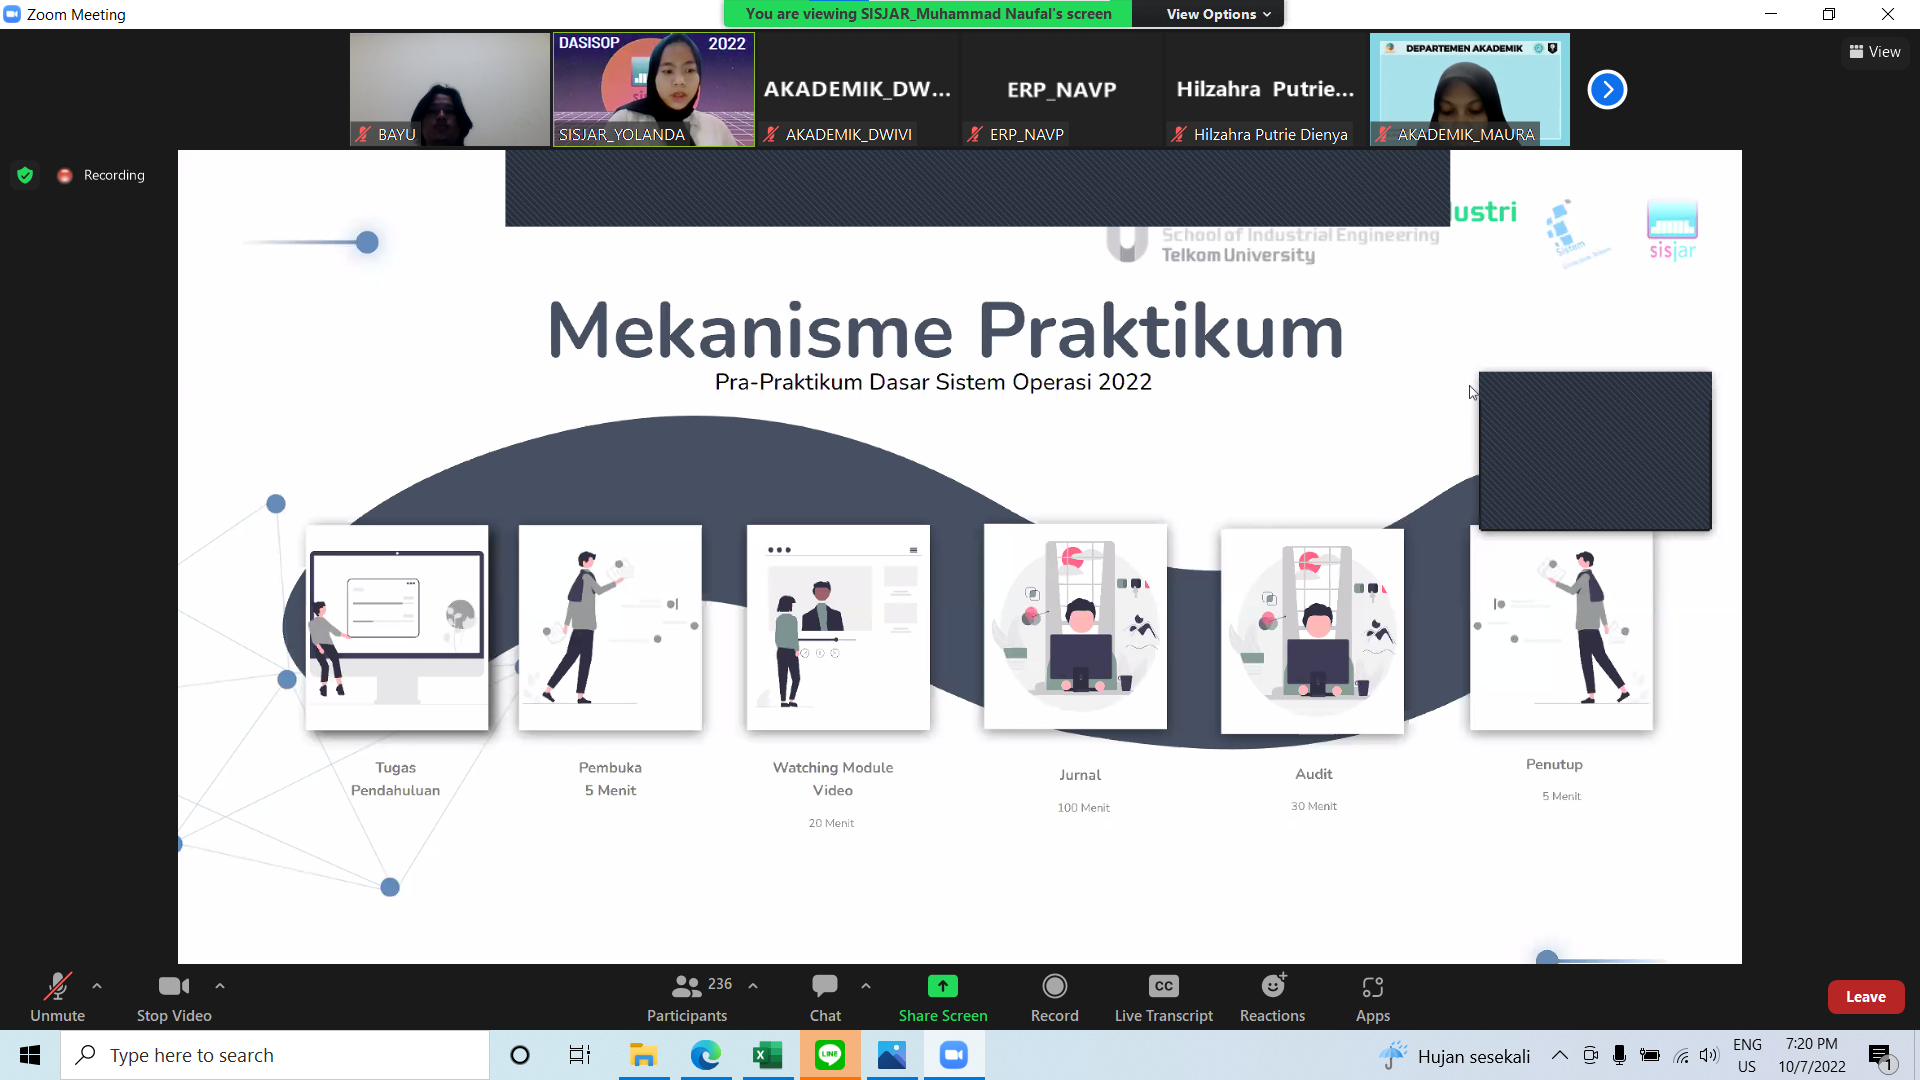 Zoom Meeting
You are viewing SISJAR_Muhammad Naufal's screen
View Options
View
DASISOP 2022
DEPARTEMEN AKADEMIK
AKADEMIK_DW...
ERP_NAVP
Hilzahra Putrie...
BAYU
SISJAR_YOLANDA
AKADEMIK_DWIVI
ERP_NAVP
Hilzahra Putrie Dienya
AKADEMIK_MAURA
Recording
ustri
School of Industrial Engineering
Telkom University
Sistem
sisjar
Mekanisme Praktikum
Pra-Praktikum Dasar Sistem Operasi 2022
Tugas
Pendahuluan
Pembuka
5 Menit
Watching Module
Video
20 Menit
Jurnal
100 Menit
Audit
30 Menit
Penutup
5 Menit
Unmute
Stop Video
236
Participants
Chat
Share Screen
Record
CC
Live Transcript
Reactions
Apps
Leave
Type here to search
LINE
Hujan sesekali
ENG
US
7:20 PM
10/7/2022
1